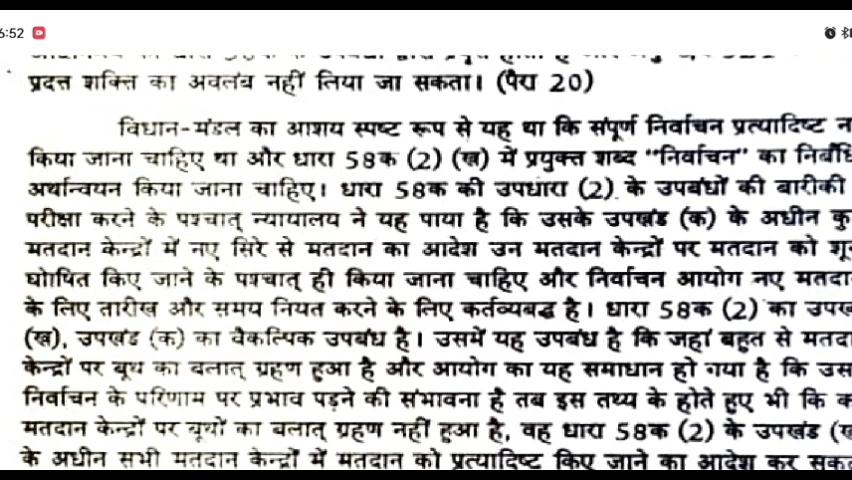 6:52
प्रदत्त शक्ति का अवलंब नहीं लिया जा सकता। (पैरा 20)
विधान-मंडल का आशय स्पष्ट रूप से यह था कि संपूर्ण निर्वाचन प्रत्यादिष्ट
किया जाना चाहिए था और धारा 58क (2) (ख) में प्रयुक्त शब्द "निर्वाचन" का
अर्थान्वयन किया जाना चाहिए। धारा 58क की उपधारा (2) के उपबंधों की बारीकी
परीक्षा करने के पश्चात् न्यायालय ने यह पाया है कि उसके उपखंड (क) के अधीन
मतदान केन्द्रों में नए सिरे से मतदान का आदेश उन मतदान केन्द्रों पर मतदान को
घोषित किए जाने के पश्चात् ही किया जाना चाहिए और निर्वाचन आयोग नए
के लिए तारीख और समय नियत करने के लिए कर्तव्यबद्ध है। धारा 58क (2) का
(ख), उपखंड (क) का वैकल्पिक उपबंध है। उसमें यह उपबंध है कि जहां बहुत से
केन्द्रों पर बूथ का बलात् ग्रहण हुआ है और आयोग का यह समाधान हो गया है कि
निर्वाचन के परिणाम पर प्रभाव पड़ने की संभावना है तब इस तथ्य के होते हुए भी कि
मतदान केन्द्रों पर बूथों का बलात् ग्रहण नहीं हुआ है, वह धारा 58क (2) के उपखंड
के अधीन सभी मतदान केन्द्रों में मतदान को प्रत्यादिष्ट किए जाने का आदेश कर